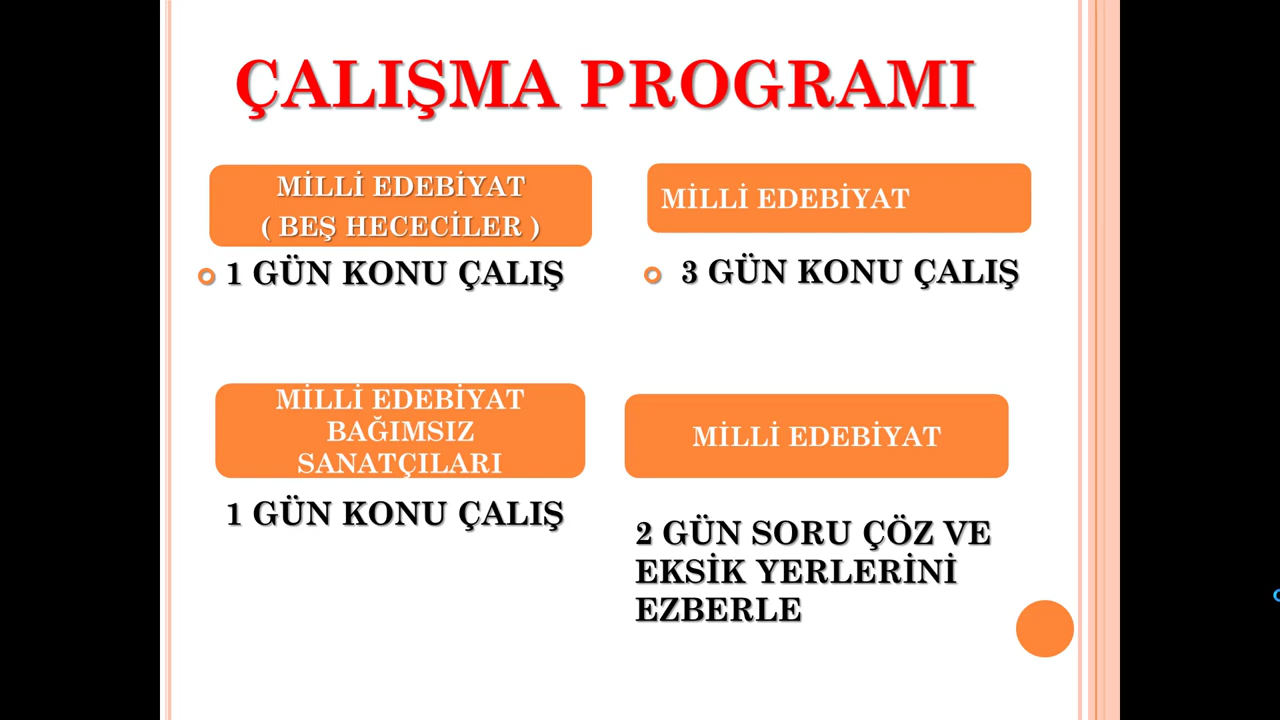 ÇALIŞMA PROGRAMI
MİLLİ EDEBİYAT
( BEŞ HECECİLER )
1 GÜN KONU ÇALIŞ
MİLLİ EDEBİYAT
3 GÜN KONU ÇALIŞ
MİLLİ EDEBİYAT
BAĞIMSIZ
SANATÇILARI
1 GÜN KONU ÇALIŞ
MİLLİ EDEBİYAT
2 GÜN SORU ÇÖZ VE
EKSİK YERLERİNİ
EZBERLE